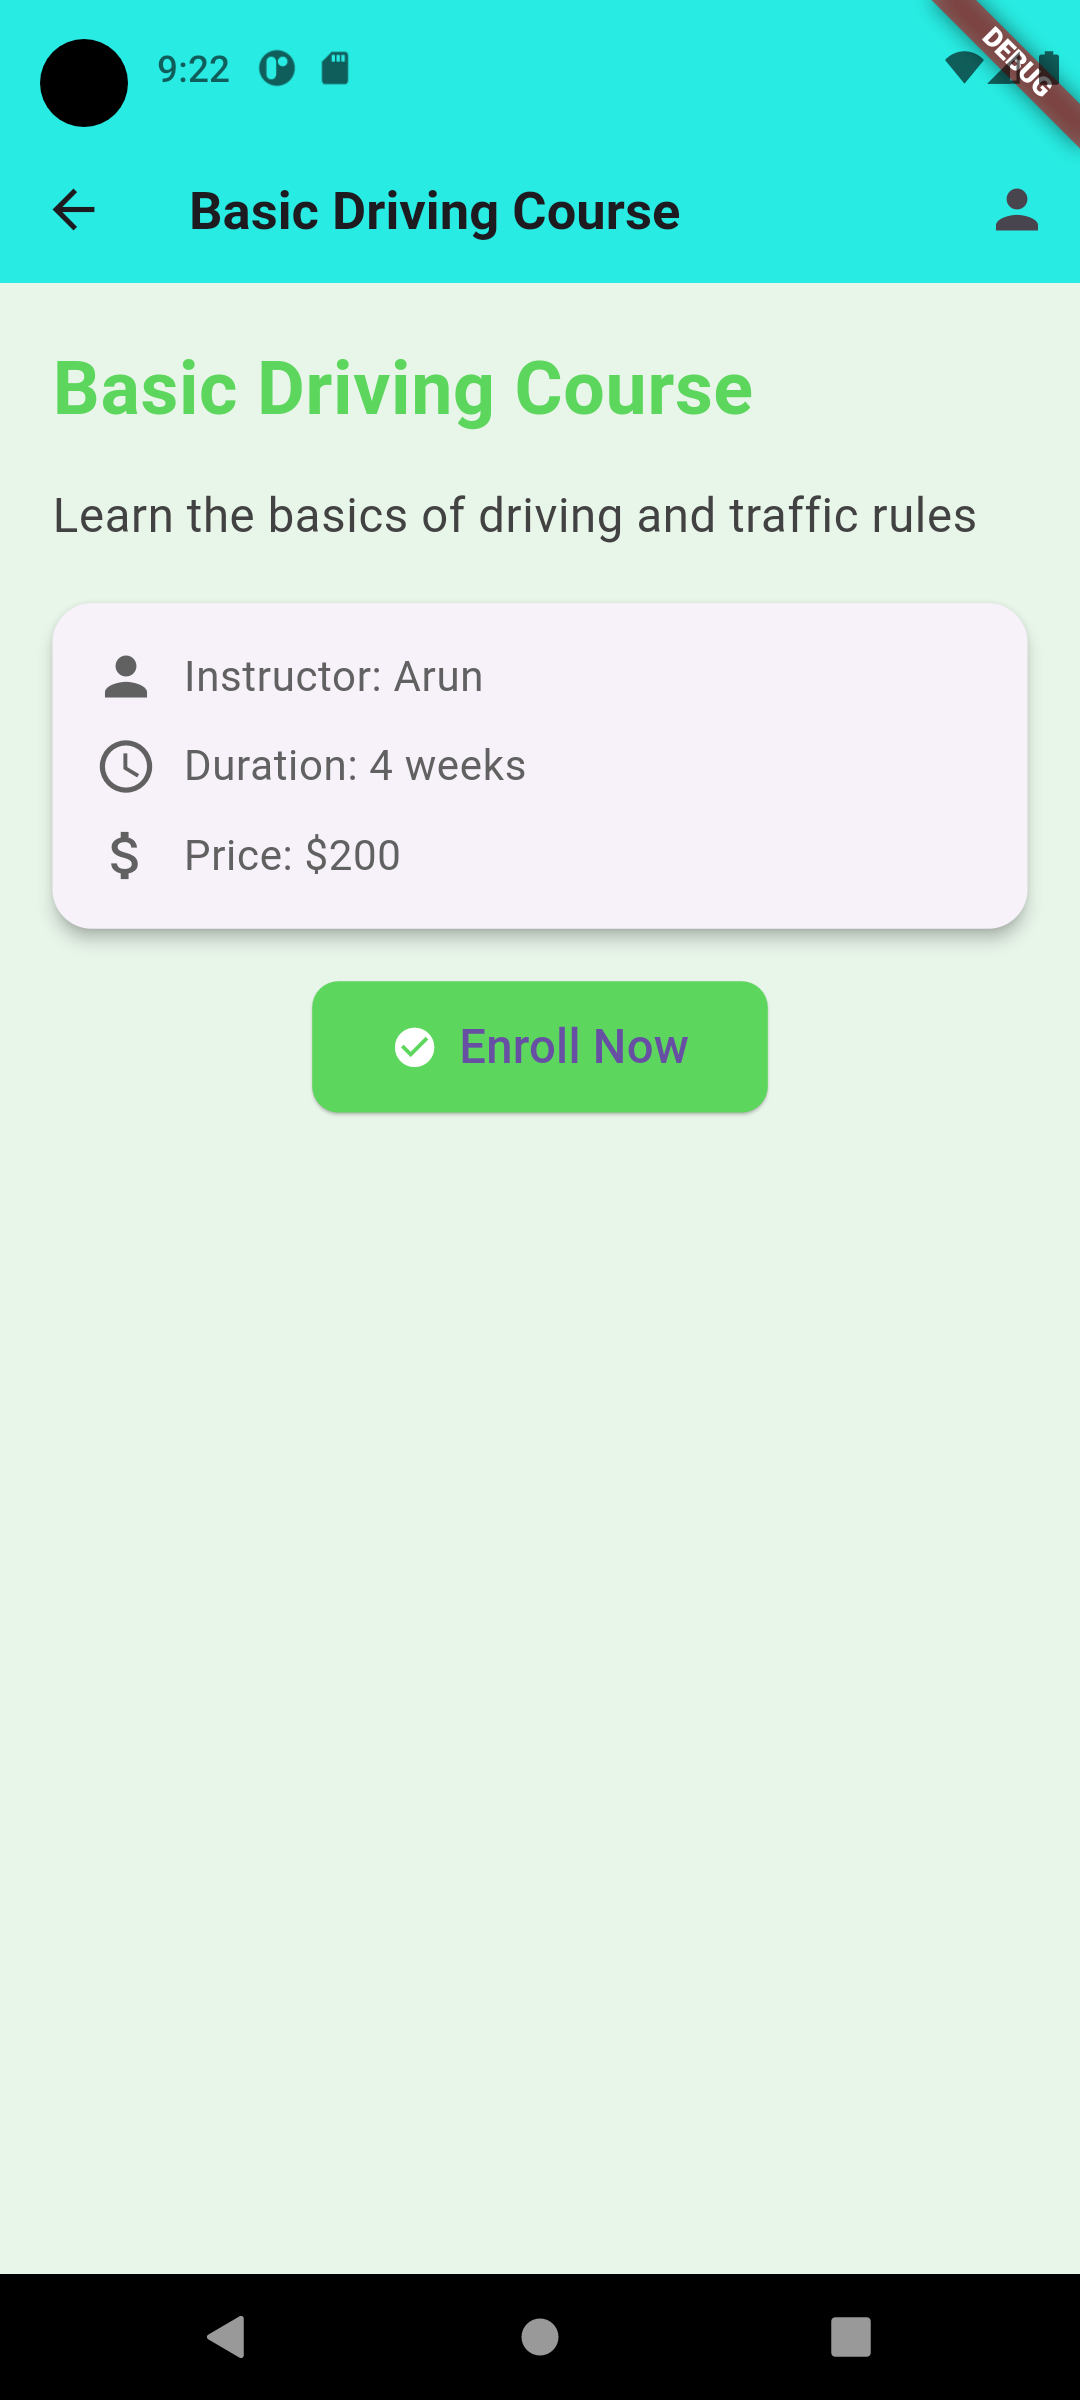 9:22
DEBUG
Basic Driving Course
Basic Driving Course
Learn the basics of driving and traffic rules
Instructor: Arun
Duration: 4 weeks
Price: $200
Enroll Now